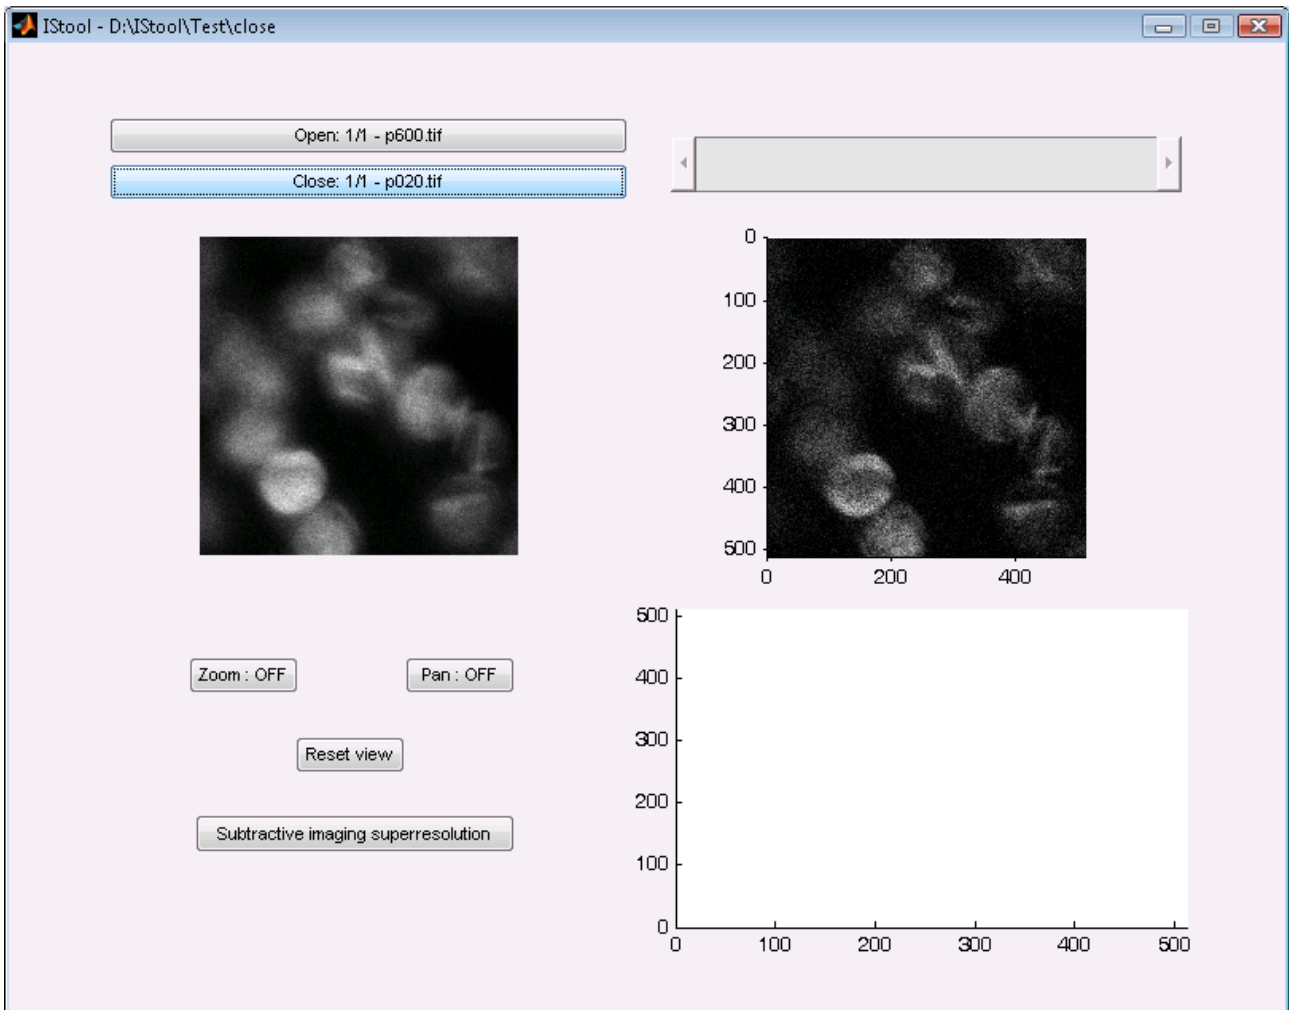 IStool - D:\IStool\Test\close
Open: 1/1 - p600.tif
Close: 1/1 - p020.tif
0
100
200
300
400
500
0 200 400
Zoom : OFF
Pan : OFF
Reset view
Subtractive imaging superresolution
500
400
300
200
100
0
0 100 200 300 400 500